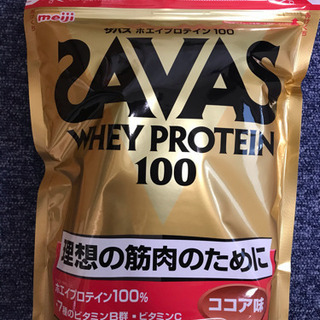 meiji
ザバス ホエイプロテイン100
SAVAS
WHEY PROTEIN
100
理想の筋肉のために
ホエイプロテイン100%
7種のビタミンB群・ビタミンC
ココア味